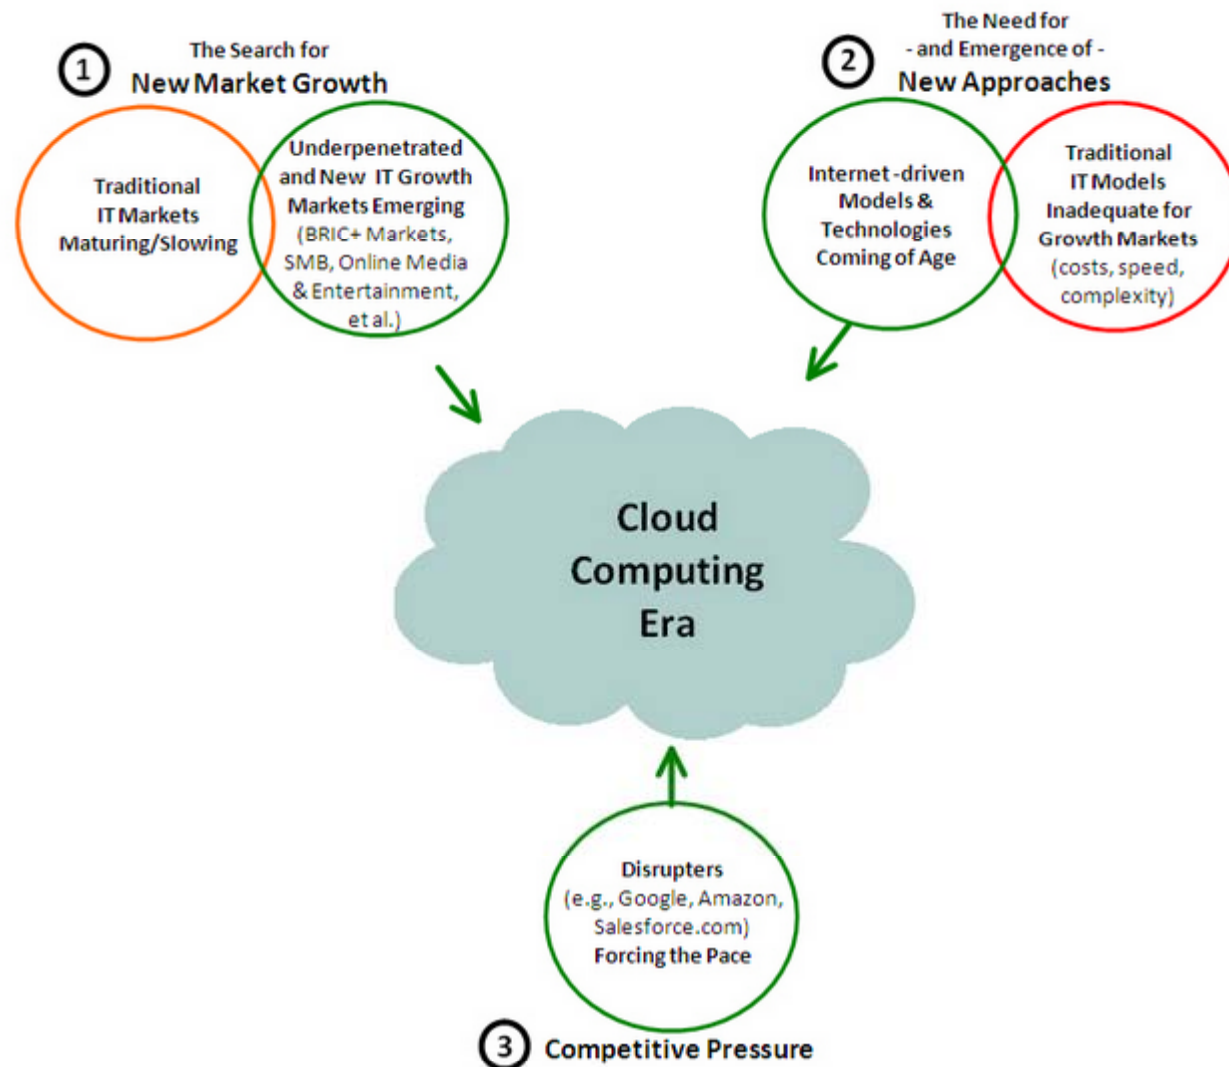 1
The Search for
New Market Growth
Traditional
IT Markets
Maturing/Slowing
Underpenetrated
and New IT Growth
Markets Emerging
(BRIC+ Markets,
SMB, Online Media
& Entertainment,
et al.)
2
The Need for
- and Emergence of -
New Approaches
Internet -driven
Models &
Technologies
Coming of Age
Traditional
IT Models
Inadequate for
Growth Markets
(costs, speed,
complexity)
Cloud
Computing
Era
Disrupters
(e.g., Google, Amazon,
Salesforce.com)
Forcing the Pace
3
Competitive Pressure